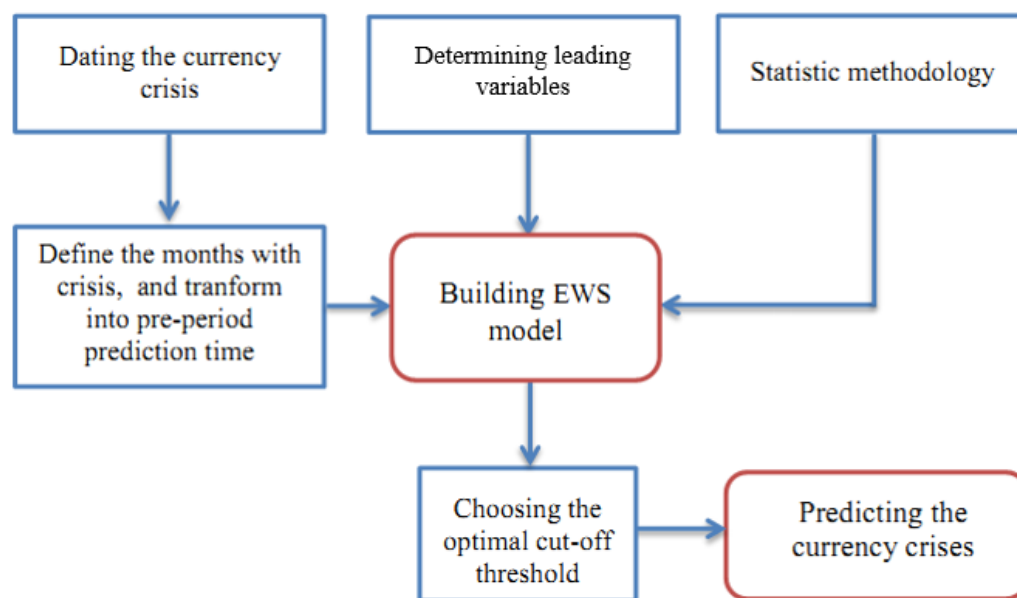 Dating the currency
crisis
Determining leading
variables
Statistic methodology
Define the months with
crisis, and tranform
into pre-period
prediction time
Building EWS
model
Choosing the
optimal cut-off
threshold
Predicting the
currency crises